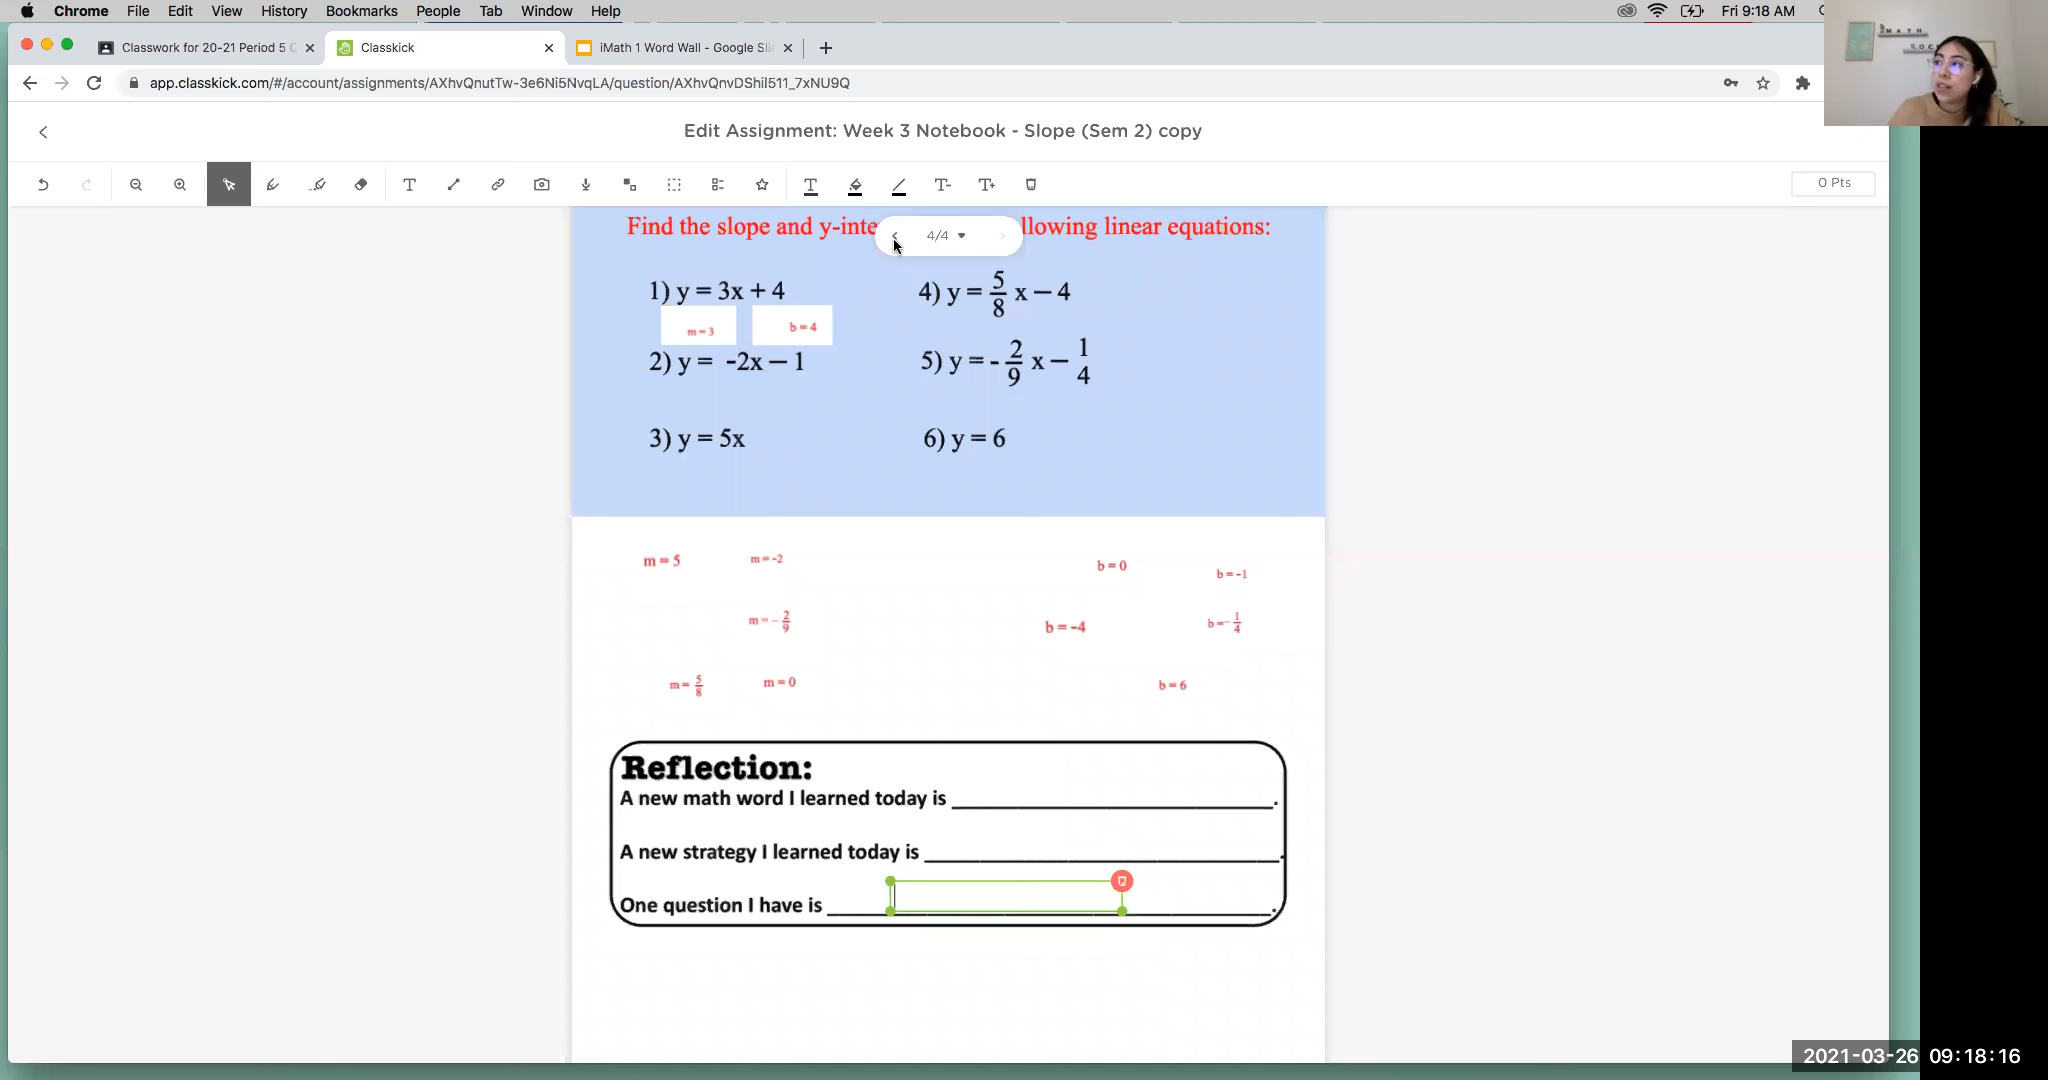 Chrome File Edit View History Bookmarks People Tab Window Help Fri 9:18 AM
Classwork for 20-21 Period 5
Classkick
iMath 1 Word Wall - Google Sli
app.classkick.com/#/account/assignments/AXhvQnutTw-3e6Ni5NvqLA/question/AXhvQnvDShil511_7xNU9Q
MATH
Edit Assignment: Week 3 Notebook - Slope (Sem 2) copy
0 Pts
Find the slope and y-inte llowing linear equations:
4/4
1) y = 3x + 4
m = 3 b = 4
2) y = -2x – 1
3) y = 5x
4) y = 5/8 x – 4
5) y = - 2/9 x – 1/4
6) y = 6
m = 5 m = -2 b = 0 b = -1
m = - 2/9 b = -4 b = - 1/4
m = 5/8 m = 0 b = 6
Reflection:
A new math word I learned today is ______________________________.
A new strategy I learned today is ______________________________.
One question I have is ______________________________.
2021-03-26 09:18:16